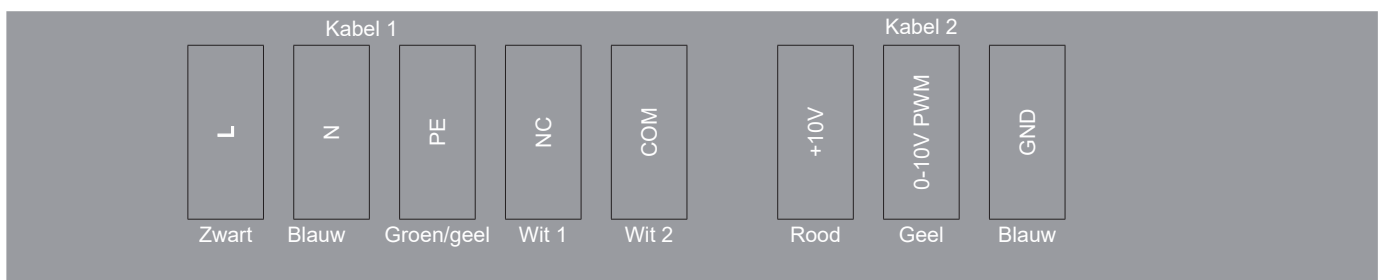 Kabel 1
Kabel 2
L
N
PE
NC
COM
+10V
0-10V PWM
GND
Zwart
Blauw
Groen/geel
Wit 1
Wit 2
Rood
Geel
Blauw